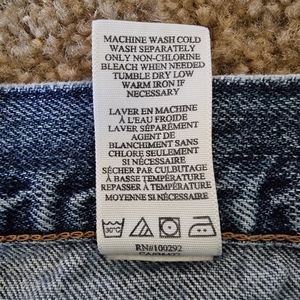 MACHINE WASH COLD
WASH SEPARATELY
ONLY NON-CHLORINE
BLEACH WHEN NEEDED
TUMBLE DRY LOW
WARM IRON IF
NECESSARY
LAVER EN MACHINE
À L'EAU FROIDE
LAVER SÉPARÉMENT
AGENT DE
BLANCHIMENT SANS
CHLORE SEULEMENT
SI NÉCESSAIRE
SÉCHER PAR CULBUTAGE
À BASSE TEMPÉRATURE
REPASSER À TEMPÉRATURE
MOYENNE SI NÉCESSAIRE
30°C
RN#100292